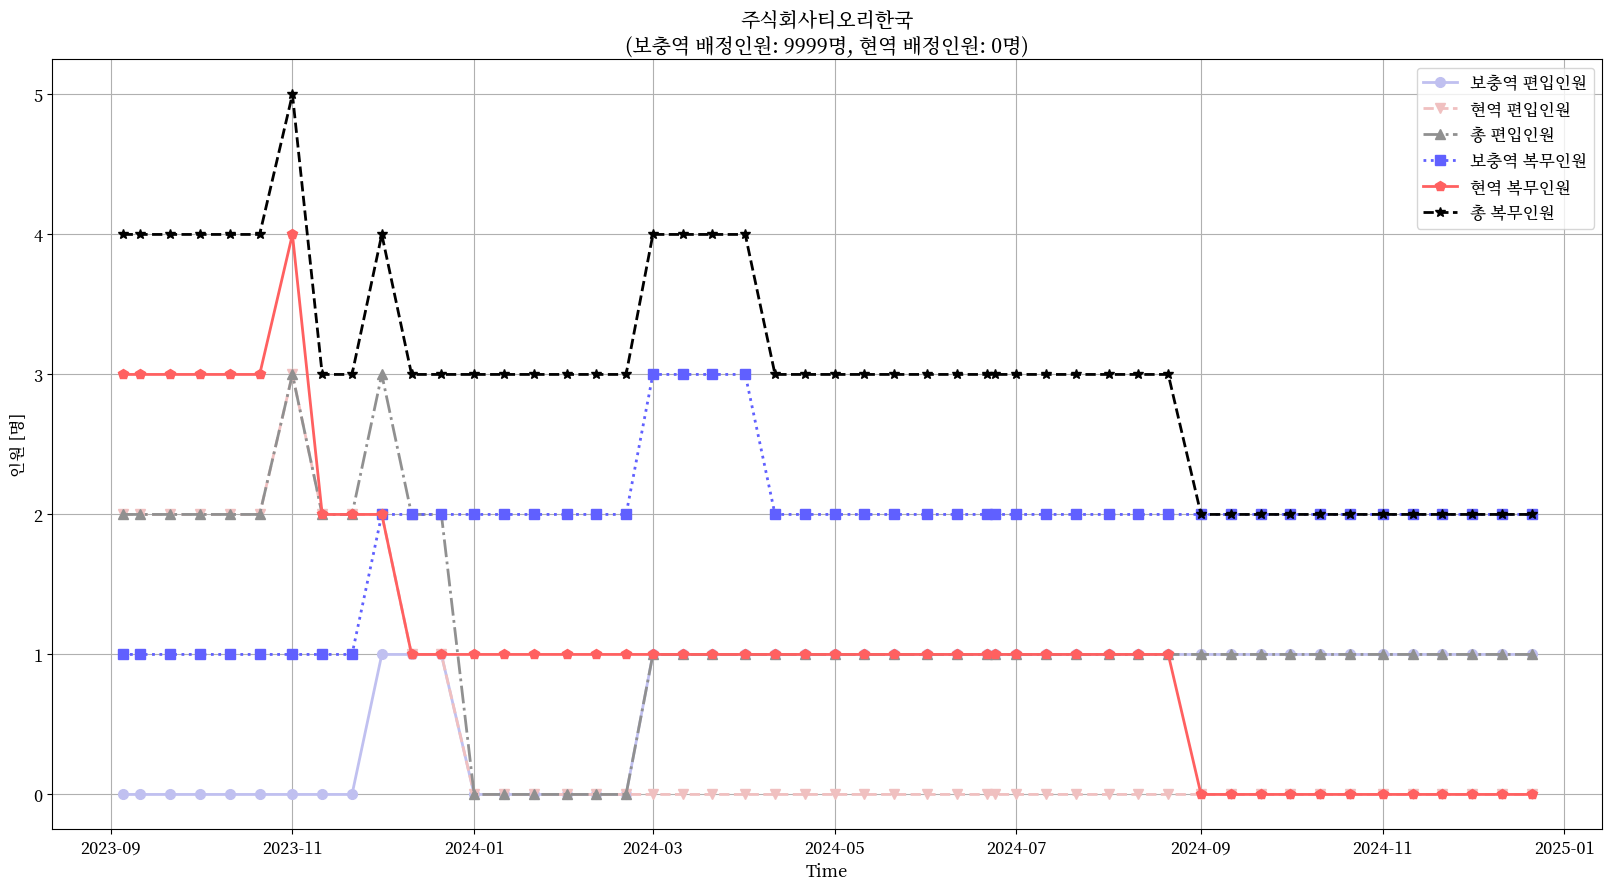 주식회사티오리한국
(보충역 배정인원: 9999명, 현역 배정인원: 0명)
보충역 편입인원
현역 편입인원
총 편입인원
보충역 복무인원
현역 복무인원
총 복무인원
인원 [명]
5
4
3
2
1
0
2023-09
2023-11
2024-01
2024-03
2024-05
2024-07
2024-09
2024-11
2025-01
Time